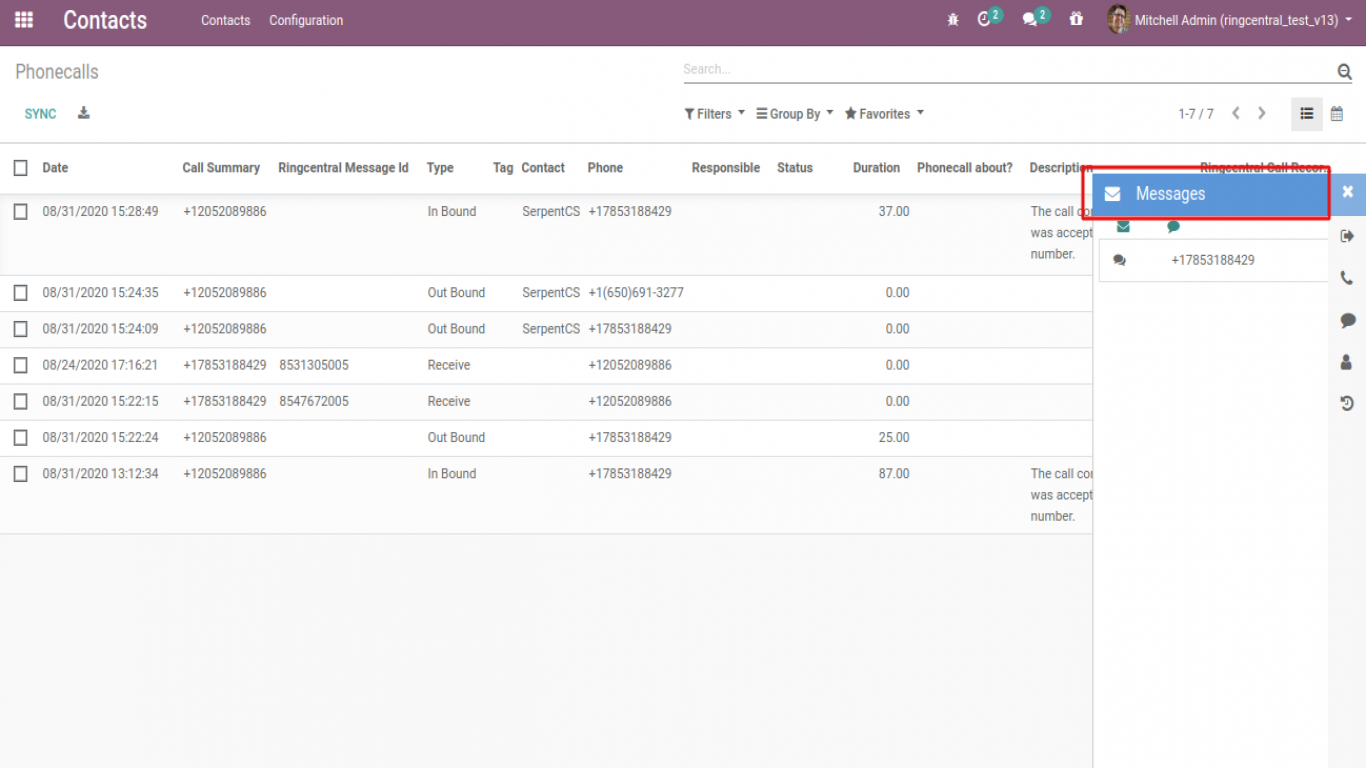 Contacts Contacts Configuration 2 2 Mitchell Admin (ringcentral_test_v13)
Phonecalls Search...
SYNC Filters Group By Favorites 1-7 / 7
Date Call Summary Ringcentral Message Id Type Tag Contact Phone Responsible Status Duration Phonecall about? Description Ringcentral Call Recor...
Messages
08/31/2020 15:28:49 +12052089886 In Bound SerpentCS +17853188429 37.00 The call co
was accept
number.
+17853188429
08/31/2020 15:24:35 +12052089886 Out Bound SerpentCS +1(650)691-3277 0.00
08/31/2020 15:24:09 +12052089886 Out Bound SerpentCS +17853188429 0.00
08/24/2020 17:16:21 +17853188429 8531305005 Receive +12052089886 0.00
08/31/2020 15:22:15 +17853188429 8547672005 Receive +12052089886 0.00
08/31/2020 15:22:24 +12052089886 Out Bound +17853188429 25.00
08/31/2020 13:12:34 +12052089886 In Bound +17853188429 87.00 The call co
was accept
number.